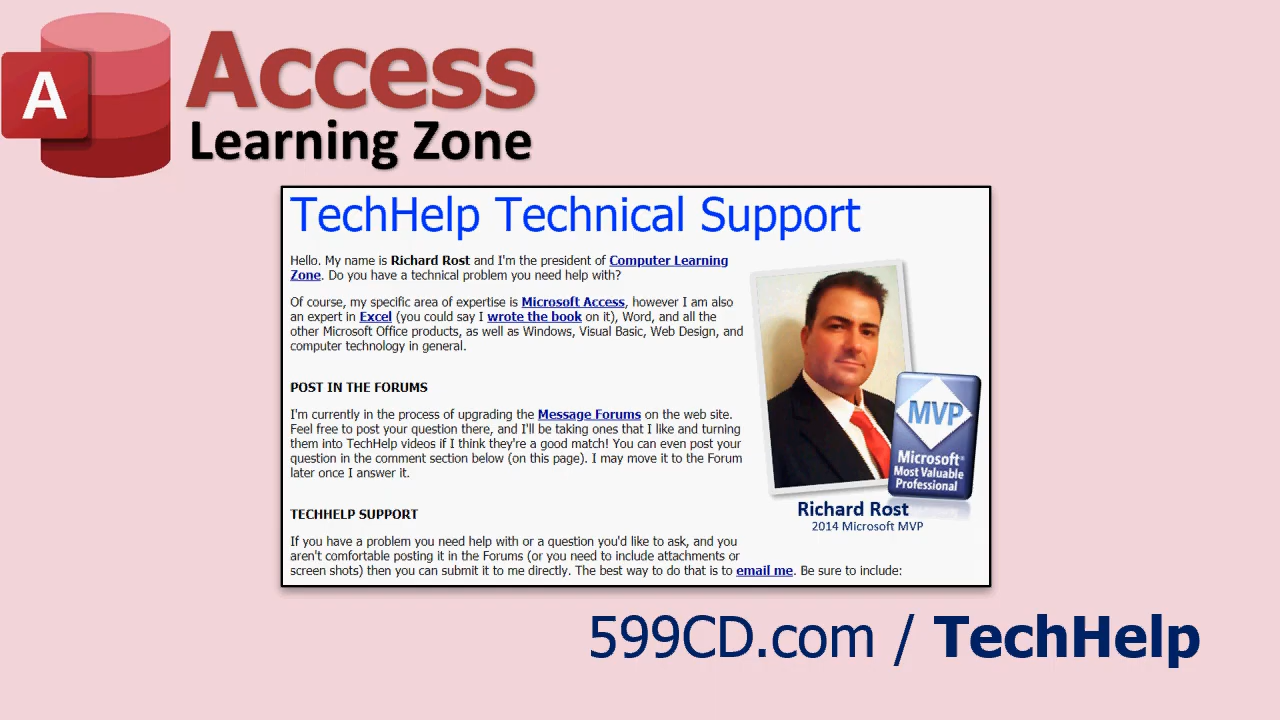 A
Access
Learning Zone
TechHelp Technical Support
Hello. My name is Richard Rost and I'm the president of Computer Learning
Zone. Do you have a technical problem you need help with?
Of course, my specific area of expertise is Microsoft Access, however I am also
an expert in Excel (you could say I wrote the book on it), Word, and all the
other Microsoft Office products, as well as Windows, Visual Basic, Web Design, and
computer technology in general.
POST IN THE FORUMS
I'm currently in the process of upgrading the Message Forums on the web site.
Feel free to post your question there, and I'll be taking ones that I like and turning
them into TechHelp videos if I think they're a good match! You can even post your
question in the comment section below (on this page). I may move it to the Forum
later once I answer it.
TECHHELP SUPPORT
If you have a problem you need help with or a question you'd like to ask, and you
aren't comfortable posting it in the Forums (or you need to include attachments or
screen shots) then you can submit it to me directly. The best way to do that is to email me. Be sure to include:
MVP
Microsoft®
Most Valuable
Professional
Richard Rost
2014 Microsoft MVP
599CD.com / TechHelp